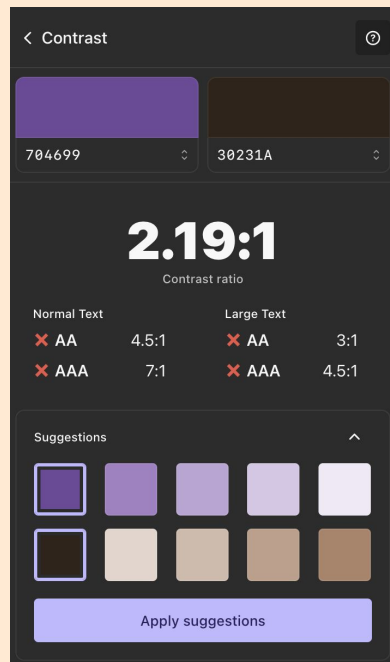 Contrast
704699
30231A
2.19:1
Contrast ratio
Normal Text
AA 4.5:1
AAA 7:1
Large Text
AA 3:1
AAA 4.5:1
Suggestions
Apply suggestions